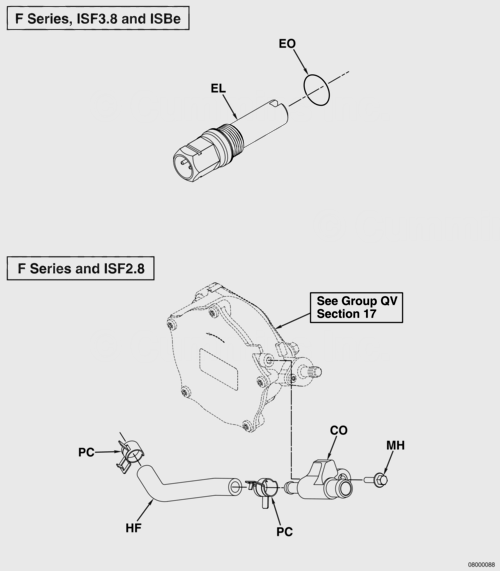 F Series, ISF3.8 and ISBe
EO
EL
F Series and ISF2.8
See Group QV
Section 17
CO
MH
PC
HF
PC
08000088